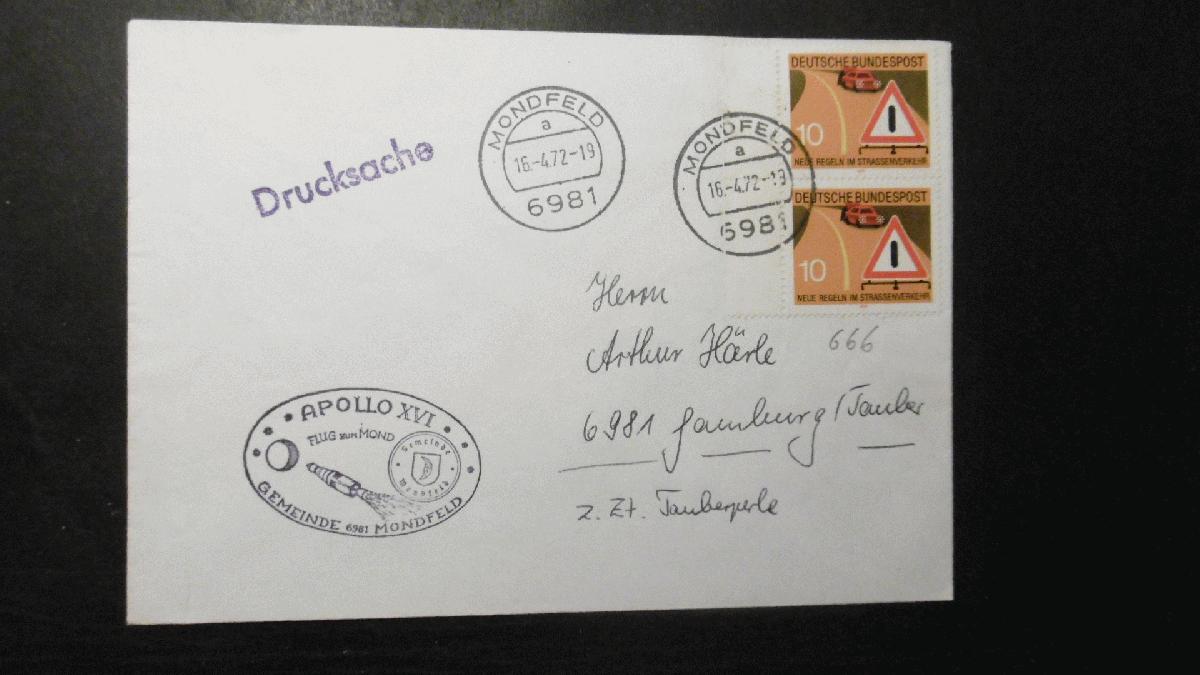 DEUTSCHE BUNDESPOST
10
NEUE REGELN IM STRASSENVERKEHR
DEUTSCHE BUNDESPOST
10
NEUE REGELN IM STRASSENVERKEHR
MONDFELD
a
16.-4.72-19
6981
MONDFELD
a
16.-4.72-19
6981
Drucksache
Herrn
Arthur Härle
666
6981 Gamburg/Tauber
z. Zt. Tauberperle
APOLLO XVI
FLUG zum MOND
Gemeinde
Mondfeld
GEMEINDE 6981 MONDFELD